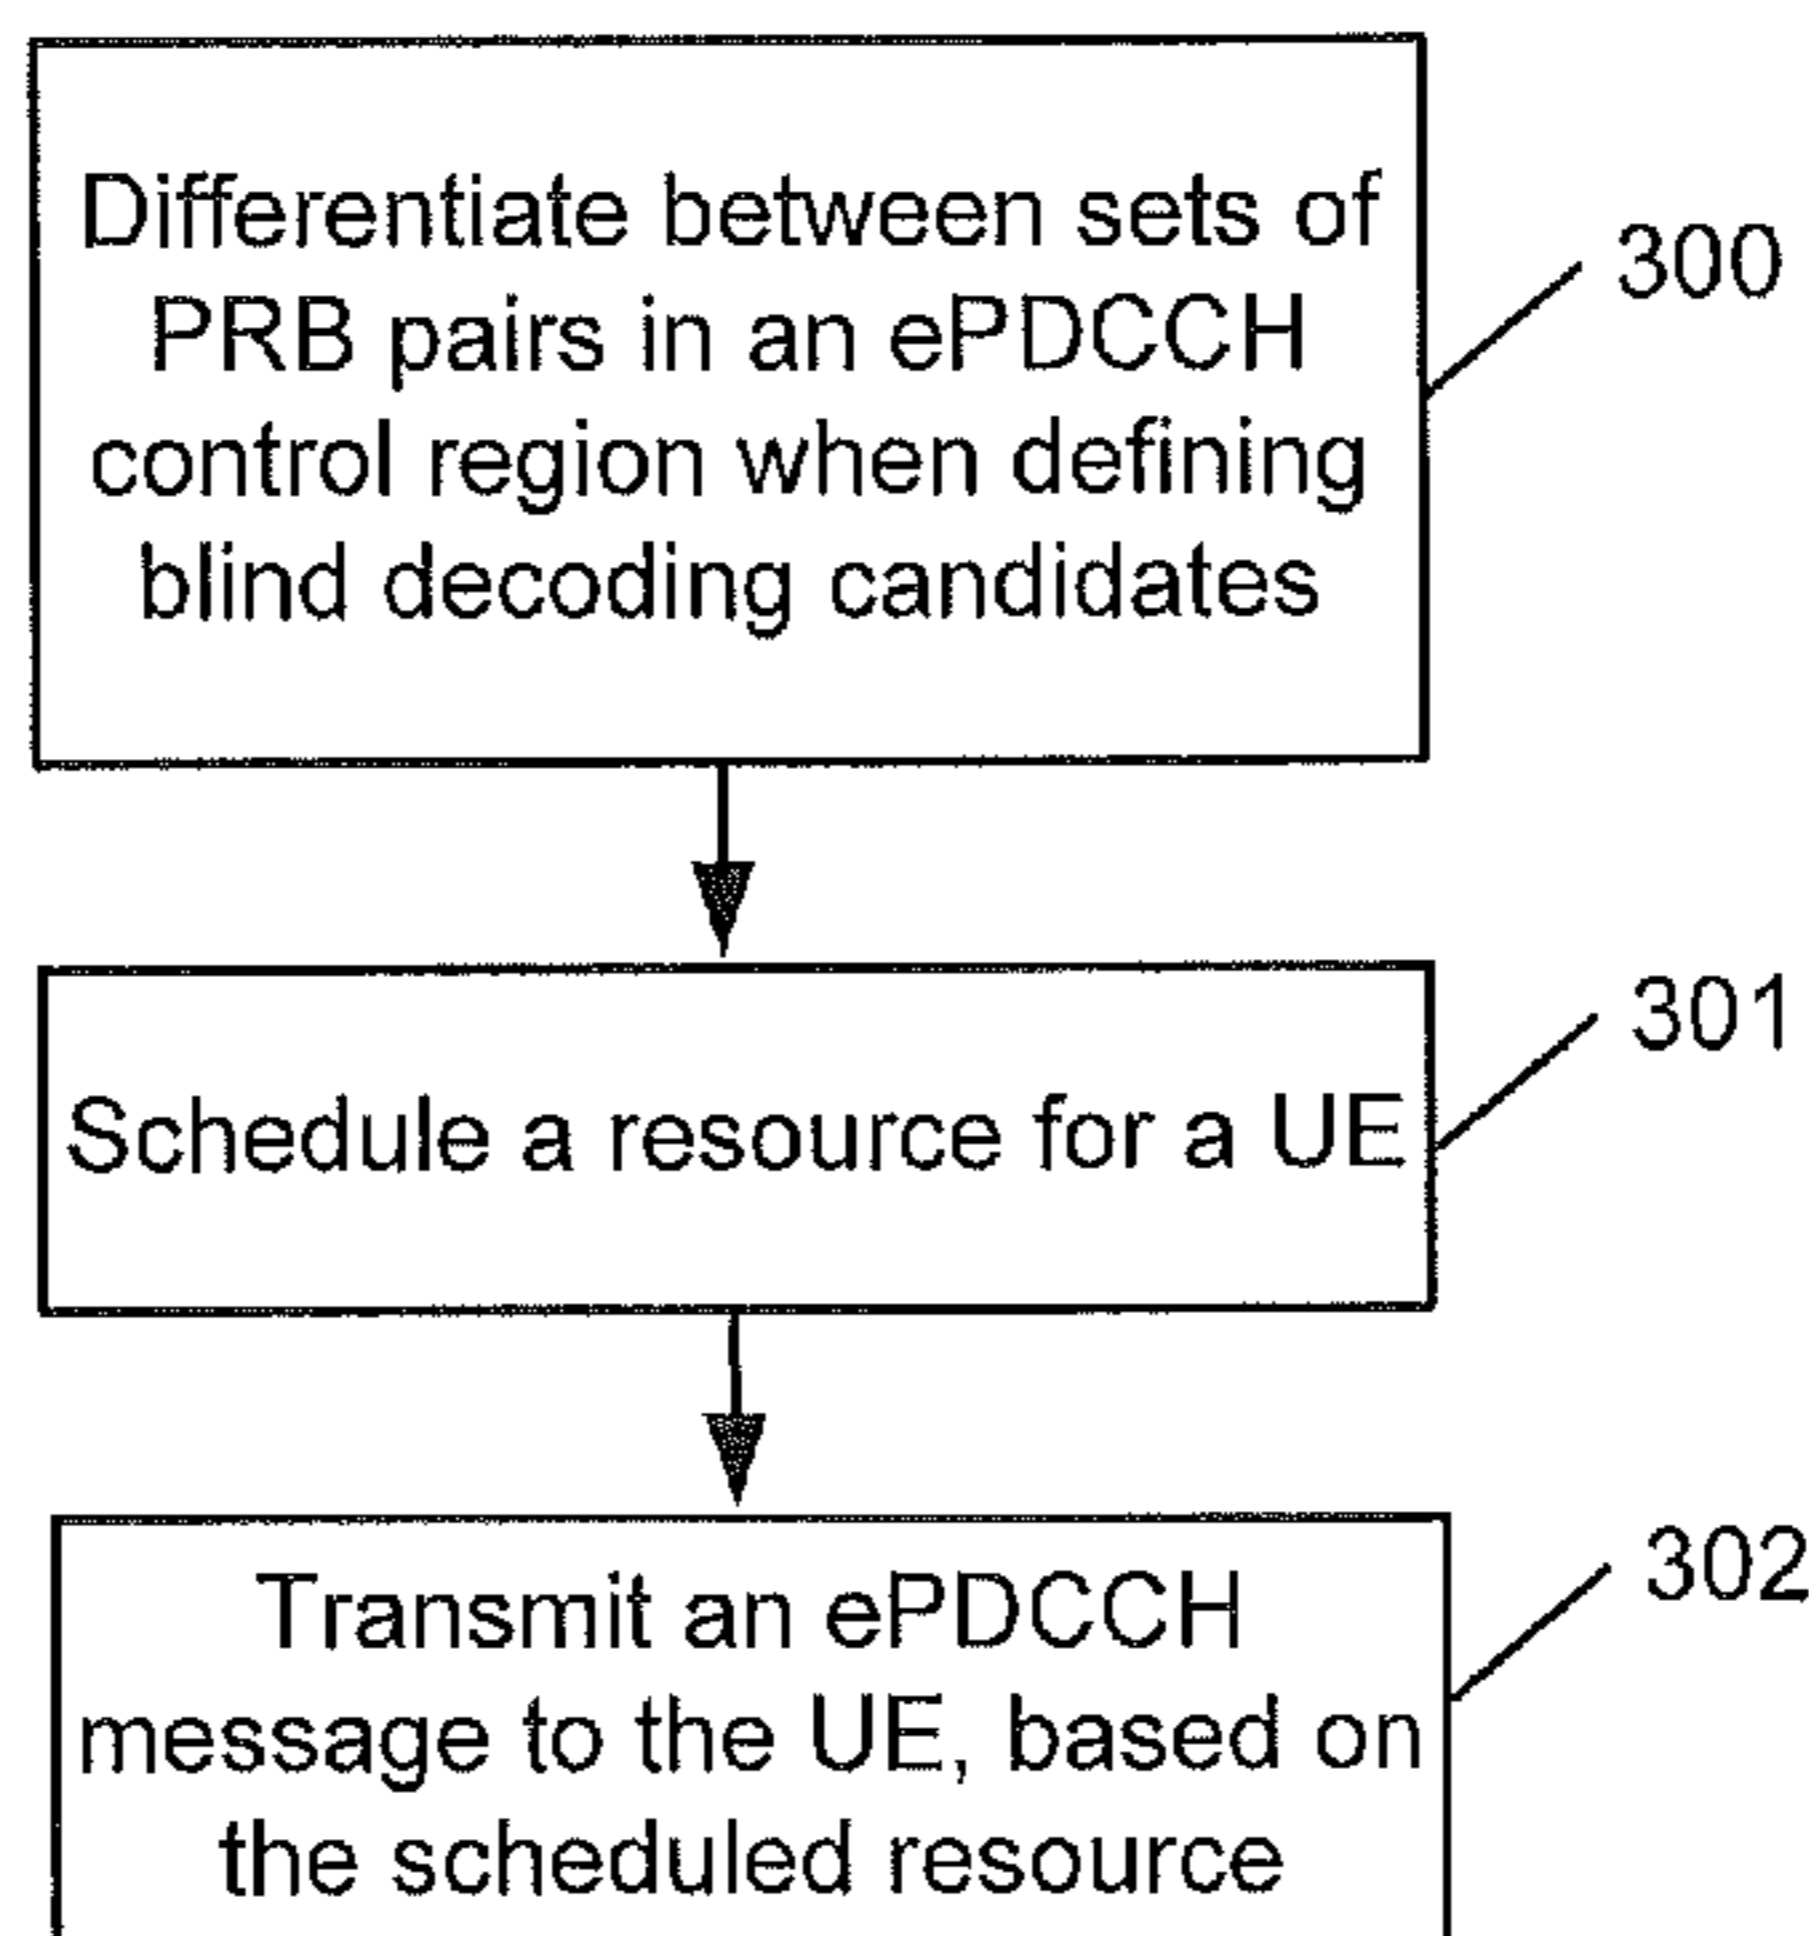 Differentiate between sets of
PRB pairs in an ePDCCH
control region when defining
blind decoding candidates
300
Schedule a resource for a UE
301
Transmit an ePDCCH
message to the UE, based on
the scheduled resource
302